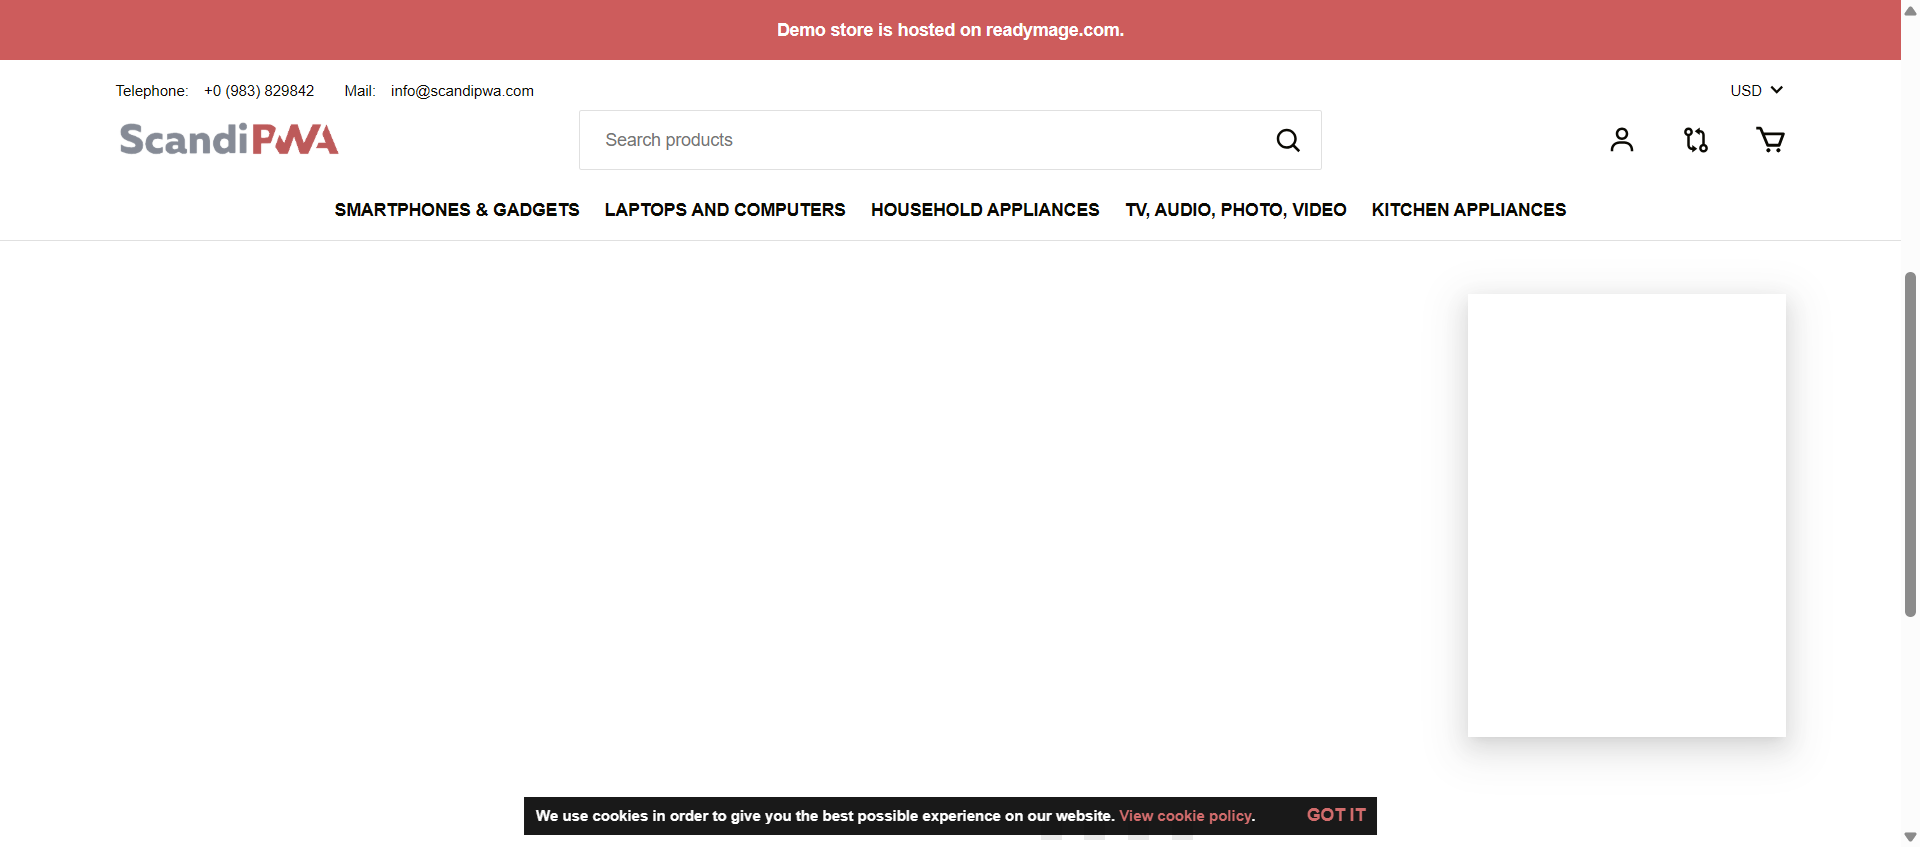 Demo store is hosted on readymage.com.
Telephone: +0 (983) 829842 Mail: info@scandipwa.com USD
ScandiPWA Search products
SMARTPHONES & GADGETS LAPTOPS AND COMPUTERS HOUSEHOLD APPLIANCES TV, AUDIO, PHOTO, VIDEO KITCHEN APPLIANCES
We use cookies in order to give you the best possible experience on our website. View cookie policy. GOT IT